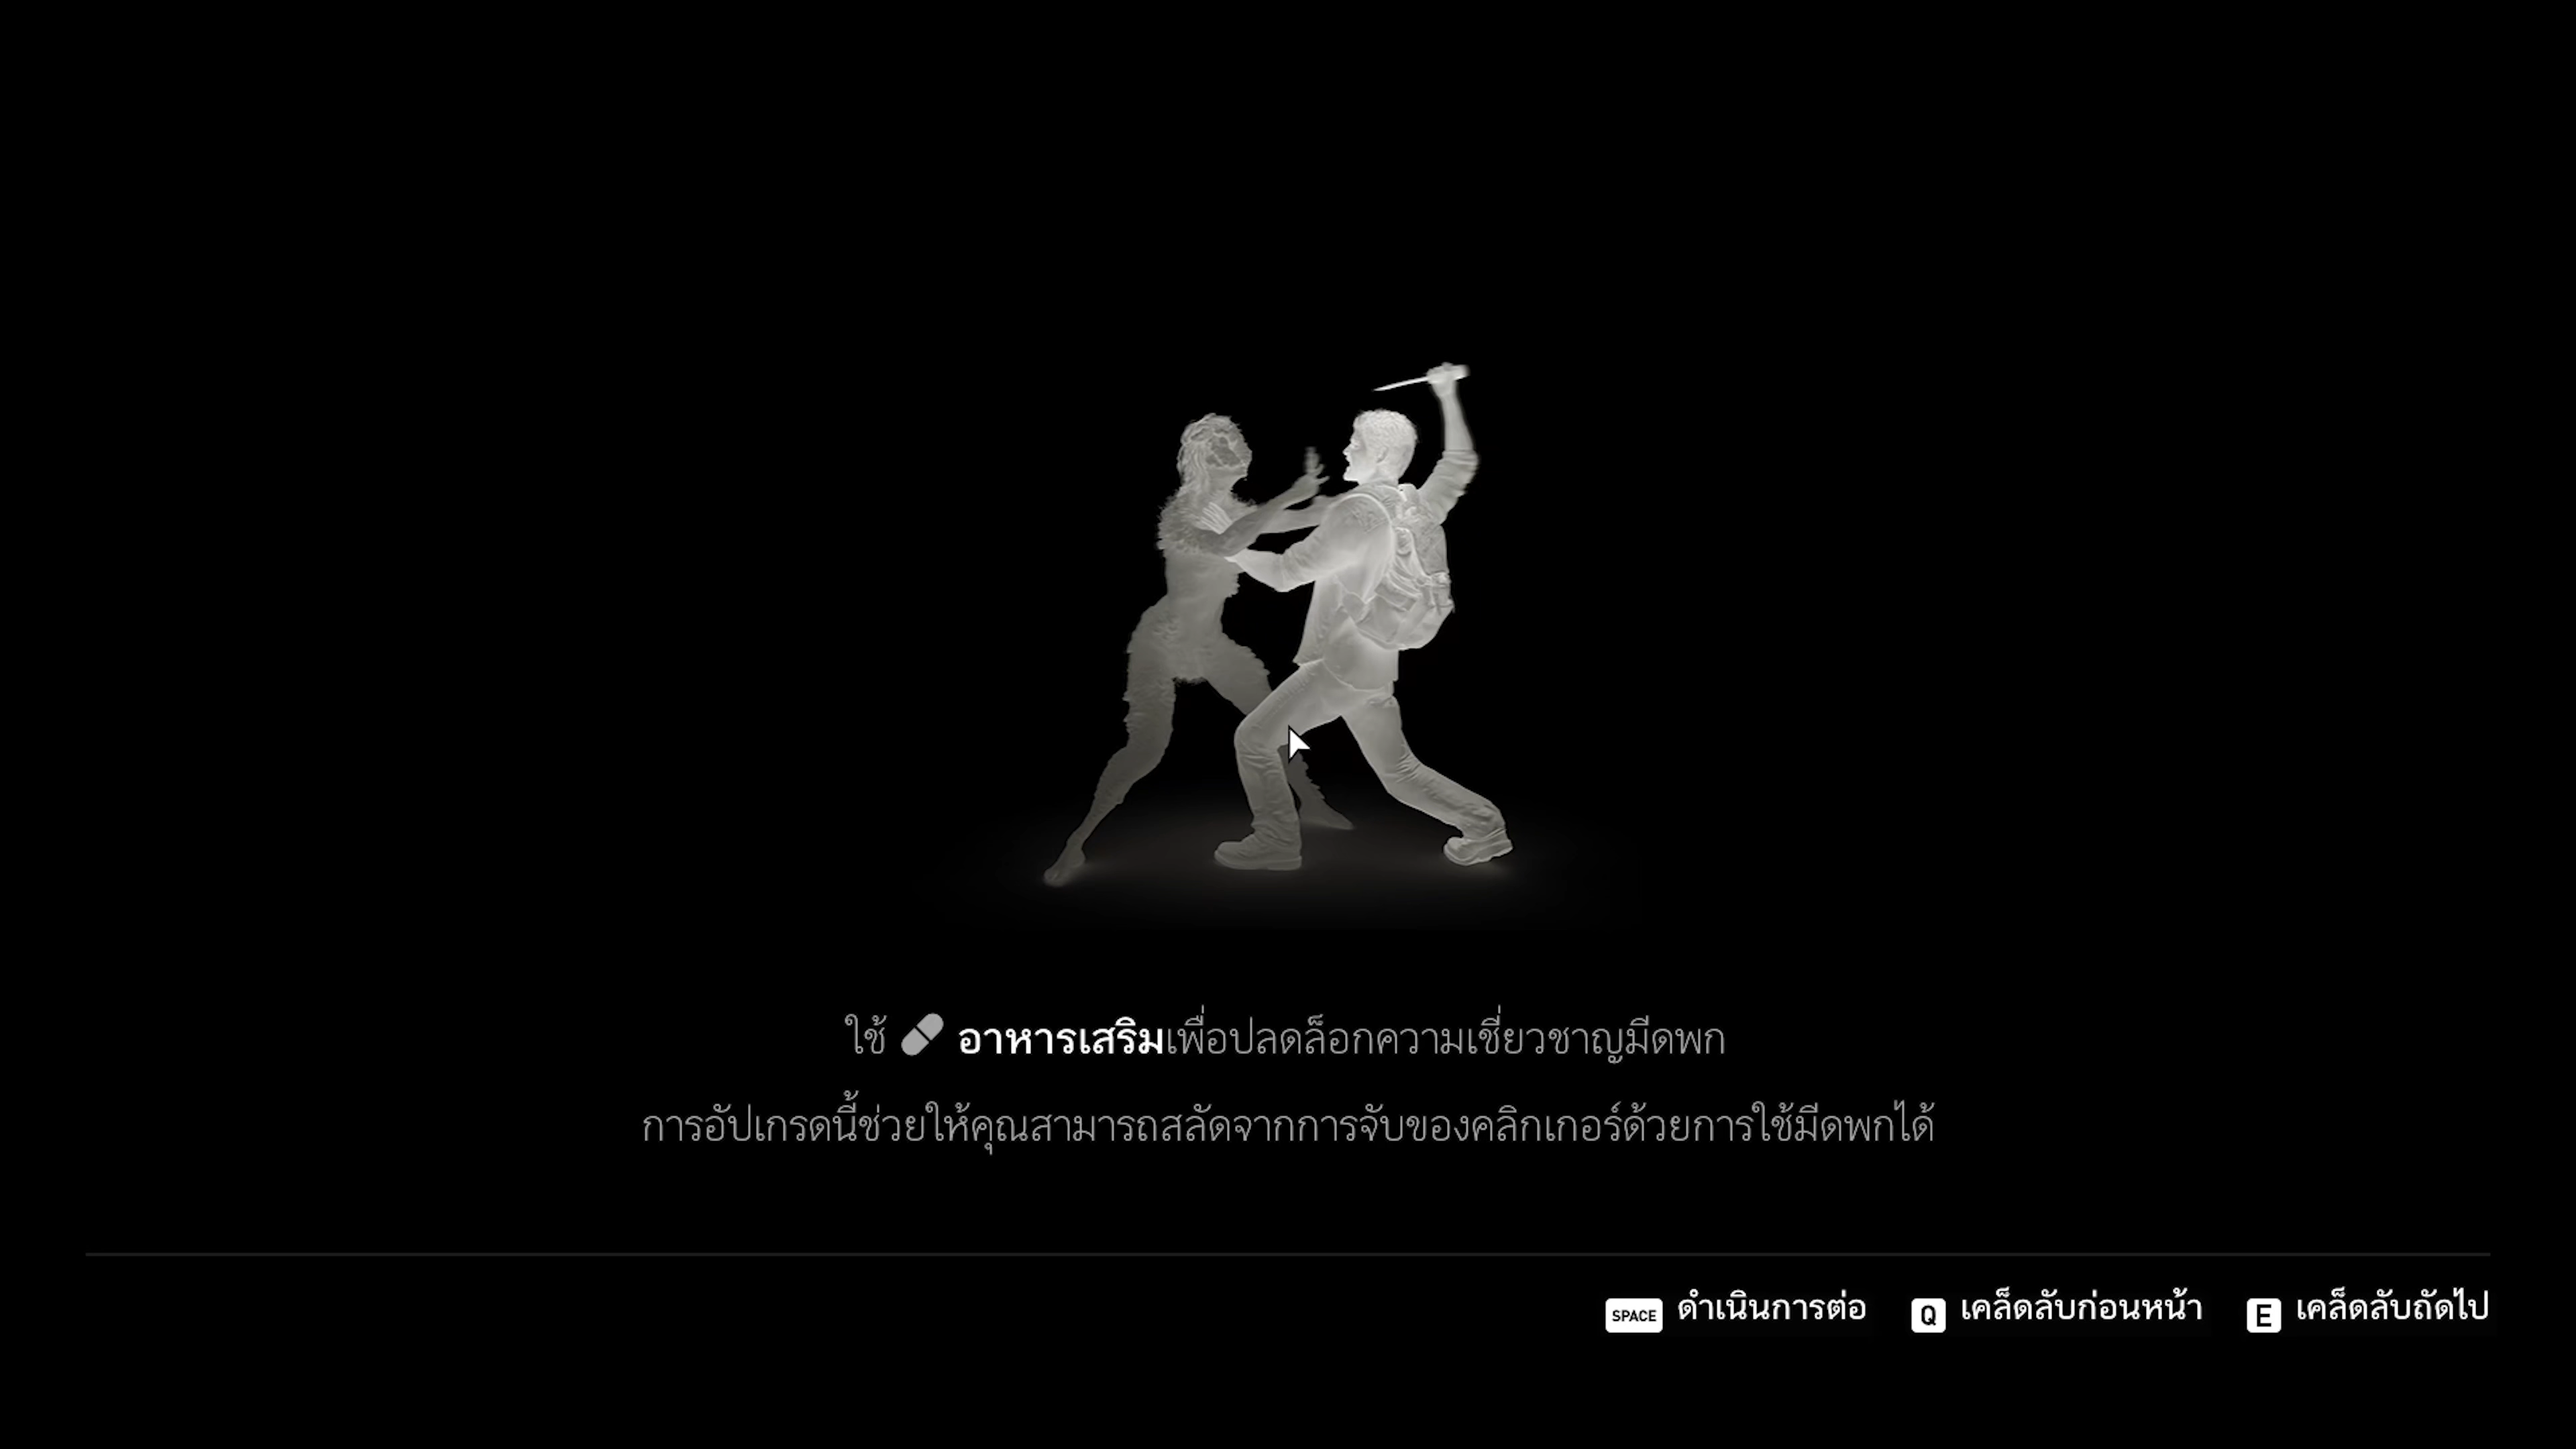 ใช้ อาหารเสริมเพื่อปลดล็อกความเชี่ยวชาญมีดพก
การอัปเกรดนี้ช่วยให้คุณสามารถสลัดจากการจับของคลิกเกอร์ด้วยการใช้มีดพกได้
SPACE ดำเนินการต่อ Q เคล็ดลับก่อนหน้า E เคล็ดลับถัดไป